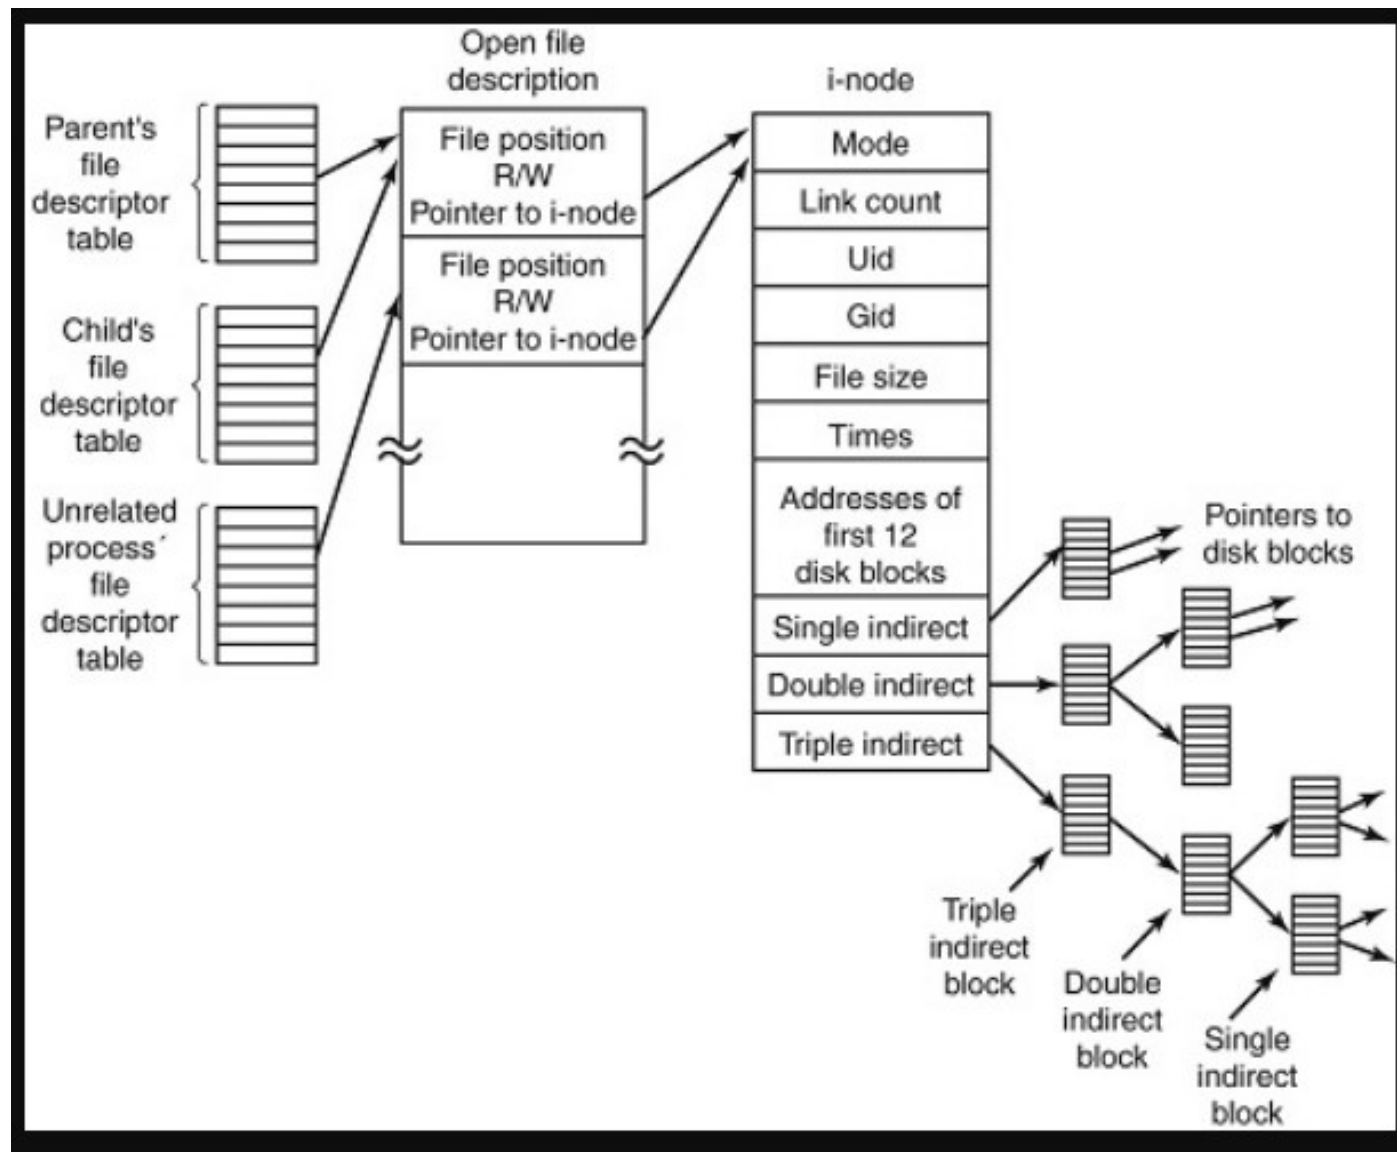 Open file
description
i-node
Parent's
file
descriptor
table
File position
R/W
Pointer to i-node
File position
R/W
Pointer to i-node
Child's
file
descriptor
table
Unrelated
process´
file
descriptor
table
Mode
Link count
Uid
Gid
File size
Times
Addresses of
first 12
disk blocks
Single indirect
Double indirect
Triple indirect
Pointers to
disk blocks
Triple
indirect
block
Double
indirect
block
Single
indirect
block